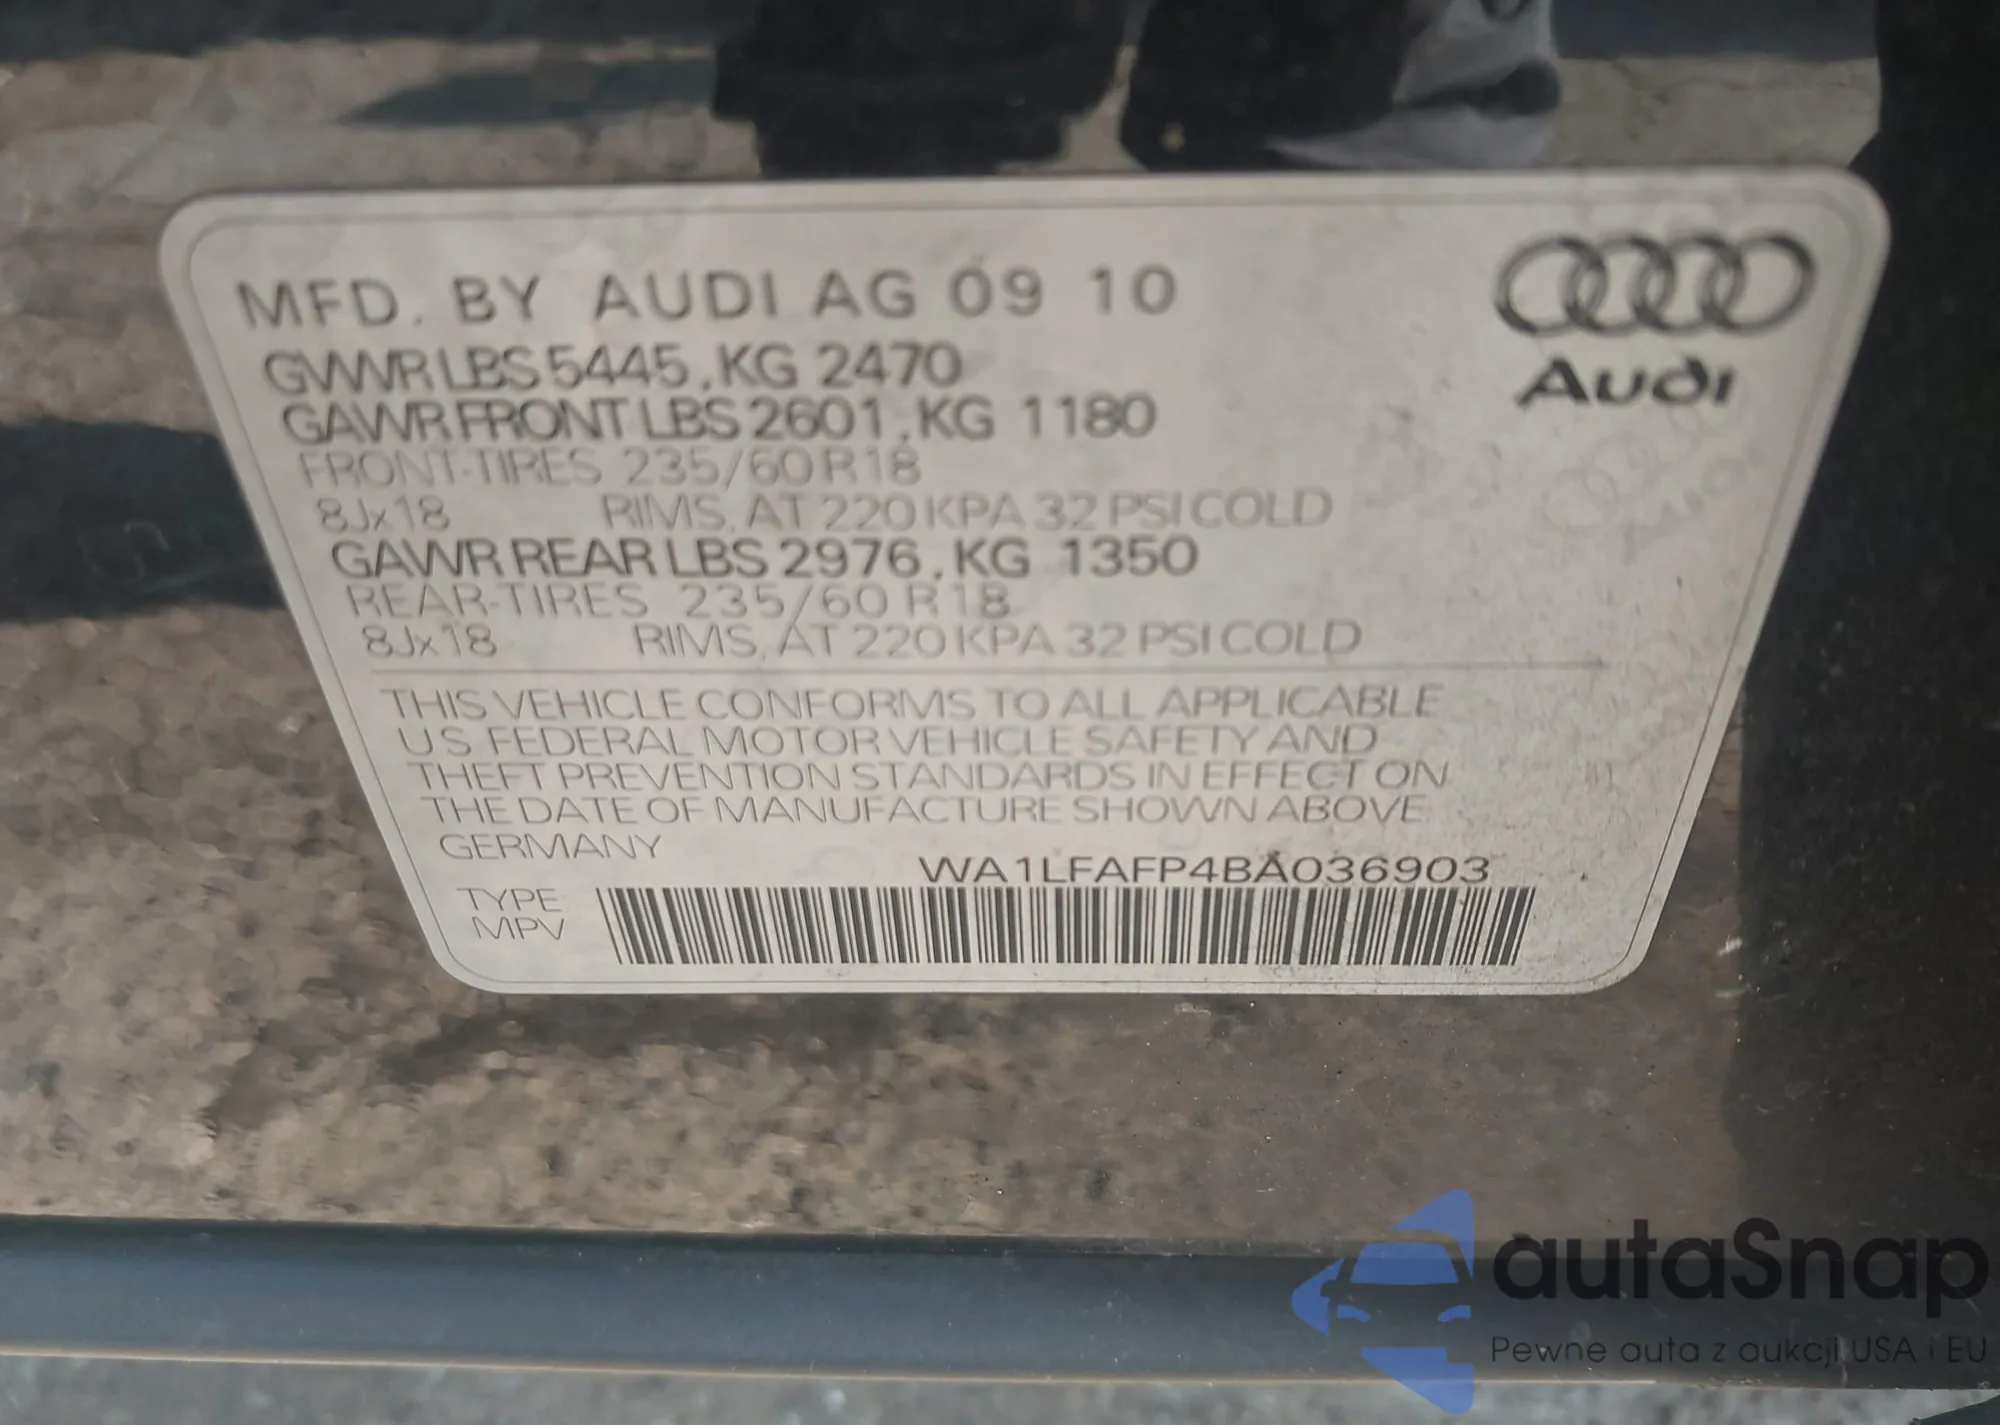 MFD. BY AUDI AG 09 10
GVWR LBS 5445, KG 2470
GAWR FRONT LBS 2601, KG 1180
FRONT-TIRES 235/60 R18
8Jx18 RIMS, AT 220 KPA 32 PSI COLD
GAWR REAR LBS 2976, KG 1350
REAR-TIRES 235/60 R18
8Jx18 RIMS, AT 220 KPA 32 PSI COLD
Audi
THIS VEHICLE CONFORMS TO ALL APPLICABLE
US FEDERAL MOTOR VEHICLE SAFETY AND
THEFT PREVENTION STANDARDS IN EFFECT ON
THE DATE OF MANUFACTURE SHOWN ABOVE
GERMANY
WA1LFAFP4BA036903
TYPE
MPV
autaSnap
Pewne auta z aukcji USA i EU